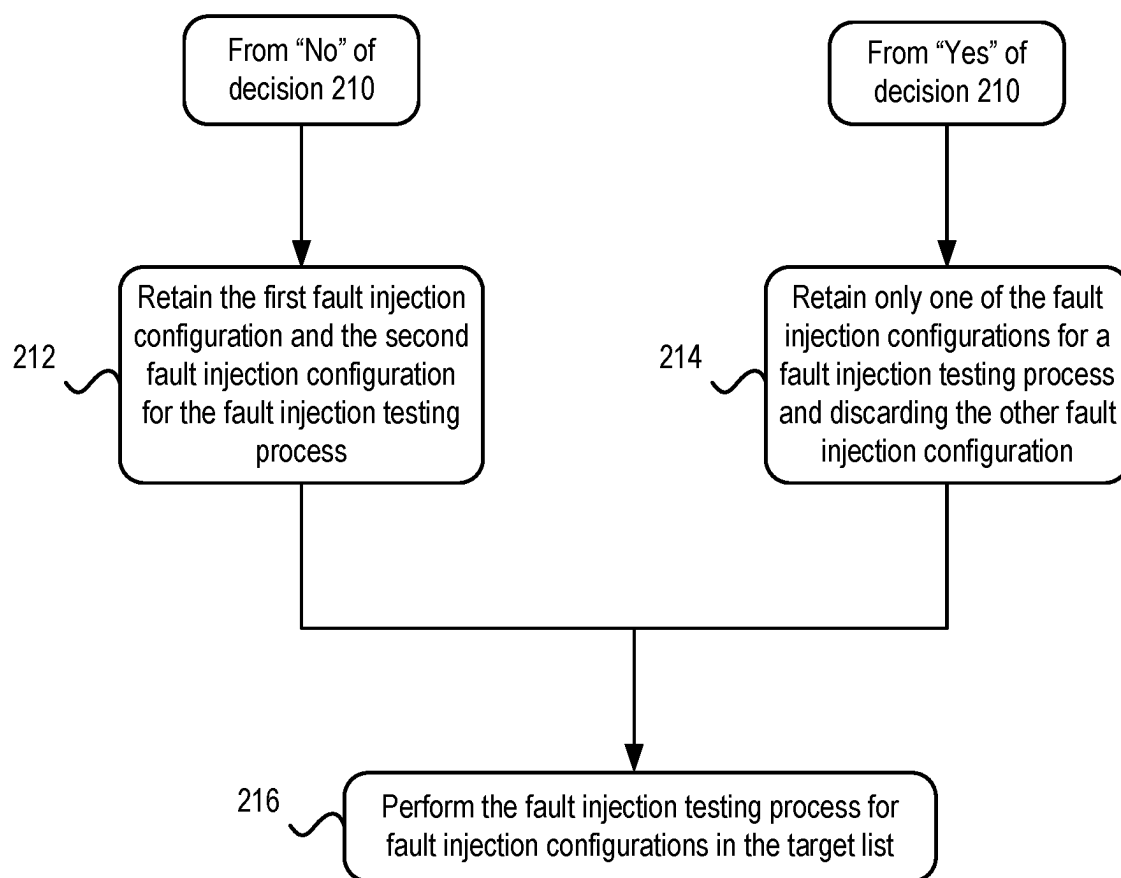 From “No” of
decision 210
From “Yes” of
decision 210
212
Retain the first fault injection
configuration and the second
fault injection configuration
for the fault injection testing
process
214
Retain only one of the fault
injection configurations for a
fault injection testing process
and discarding the other fault
injection configuration
216
Perform the fault injection testing process for
fault injection configurations in the target list